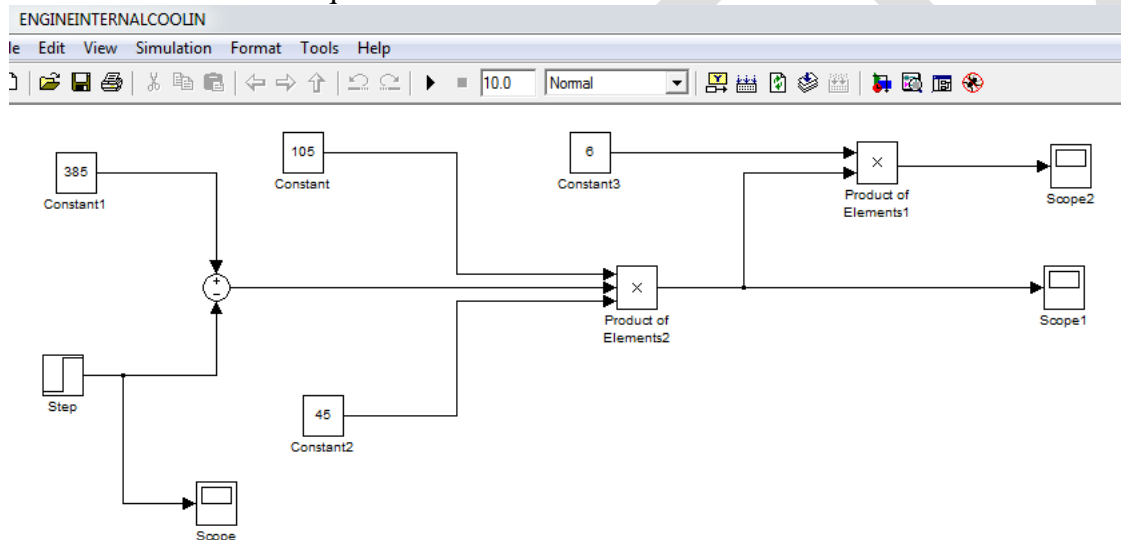 ENGINEINTERNALCOOLIN
le Edit View Simulation Format Tools Help
10.0 Normal
385
Constant1
105
Constant
6
Constant3
×
Product of
Elements1
Scope2
+
−
×
Product of
Elements2
Scope1
Step
45
Constant2
Scope